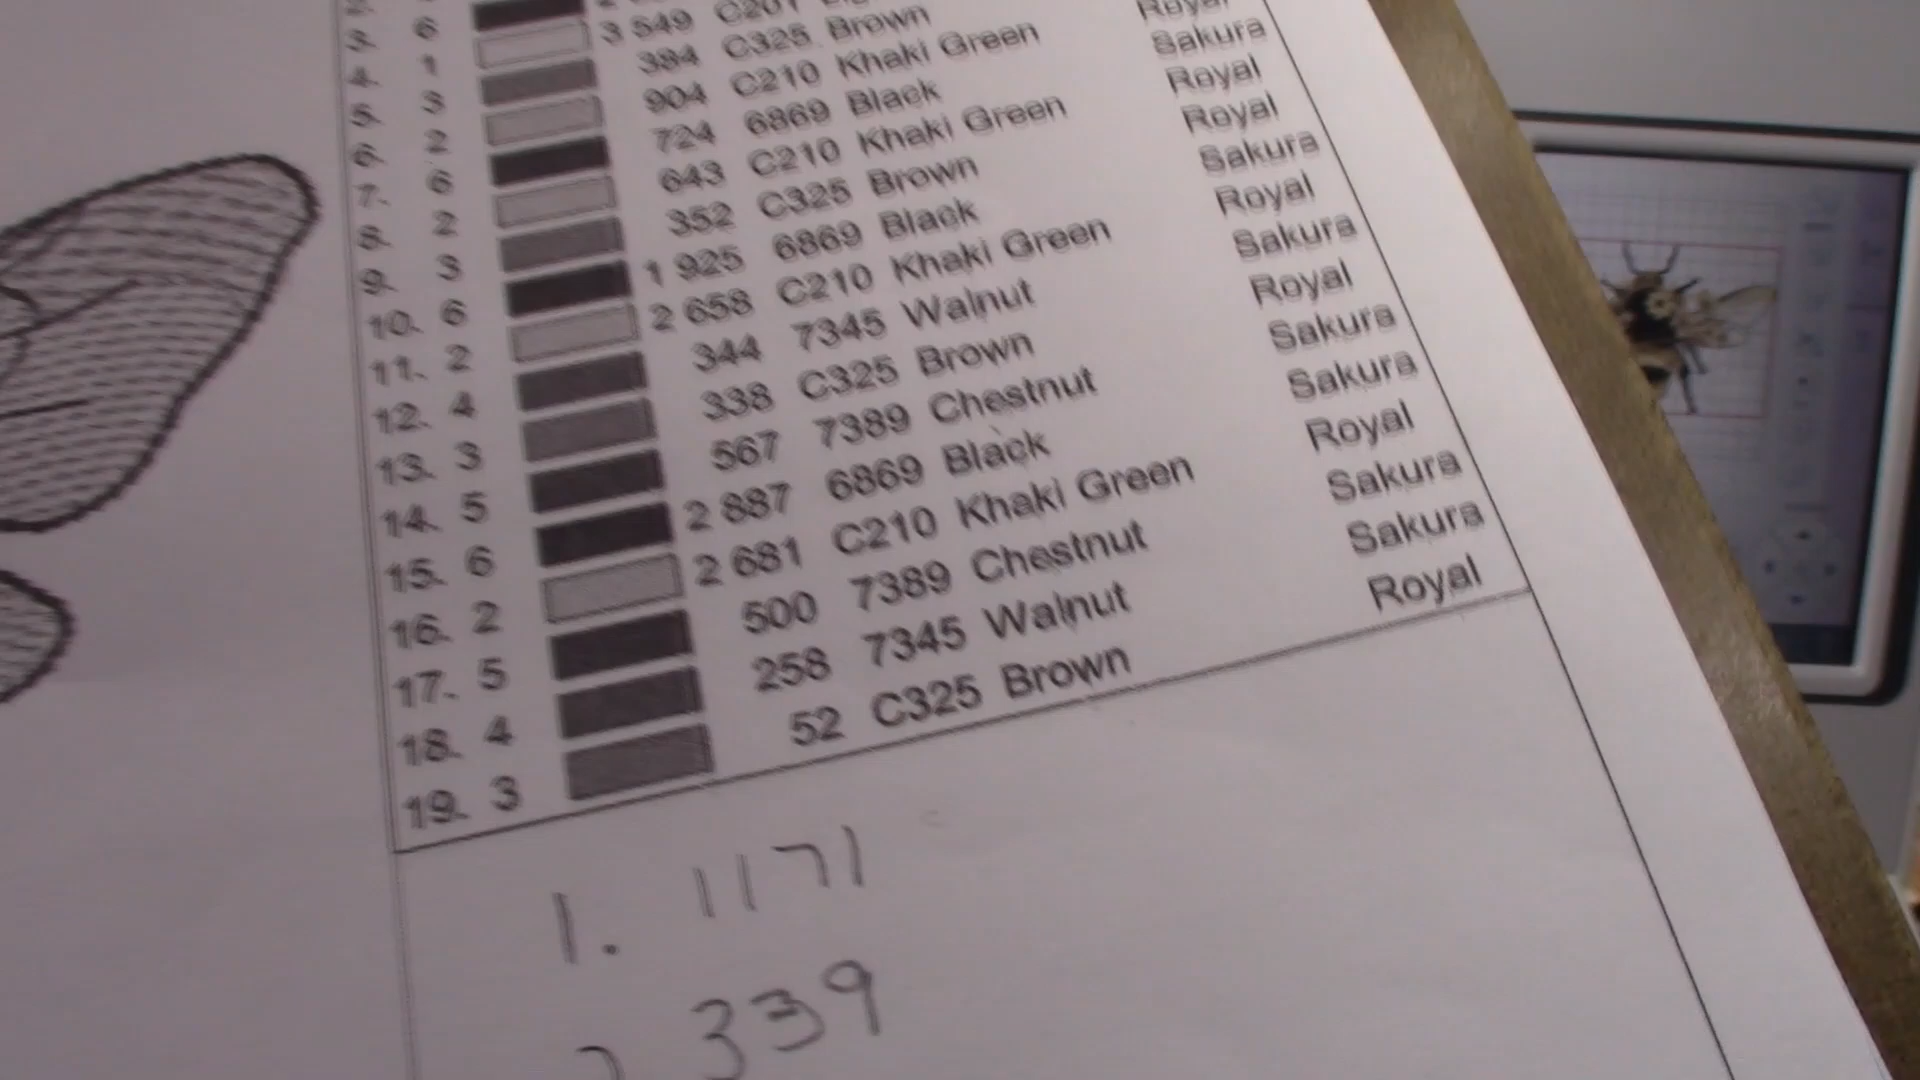 3. 6
4. 1 3 549 C201
5. 3 384 C325 Brown
6. 2 904 C210 Khaki Green Royal
7. 6 724 6869 Black Sakura
8. 2 643 C210 Khaki Green Royal
9. 3 352 C325 Brown Royal
10. 6 1 925 6869 Black Sakura
11. 2 2 658 C210 Khaki Green Royal
12. 4 344 7345 Walnut Sakura
13. 3 338 C325 Brown Royal
14. 5 567 7389 Chestnut Sakura
15. 6 2 887 6869 Black Sakura
16. 2 2 681 C210 Khaki Green Royal
17. 5 500 7389 Chestnut Sakura
18. 4 258 7345 Walnut Sakura
19. 3 52 C325 Brown Royal
1. 1171
339